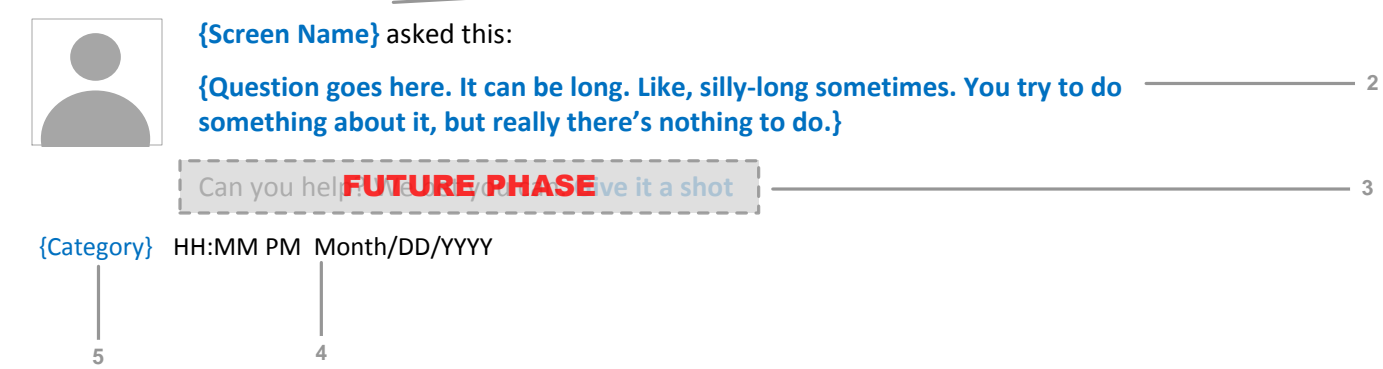 {Screen Name} asked this:
{Question goes here. It can be long. Like, silly-long sometimes. You try to do
something about it, but really there's nothing to do.}
2
Can you help? FUTURE PHASE it a shot
3
{Category} HH:MM PM Month/DD/YYYY
5
4